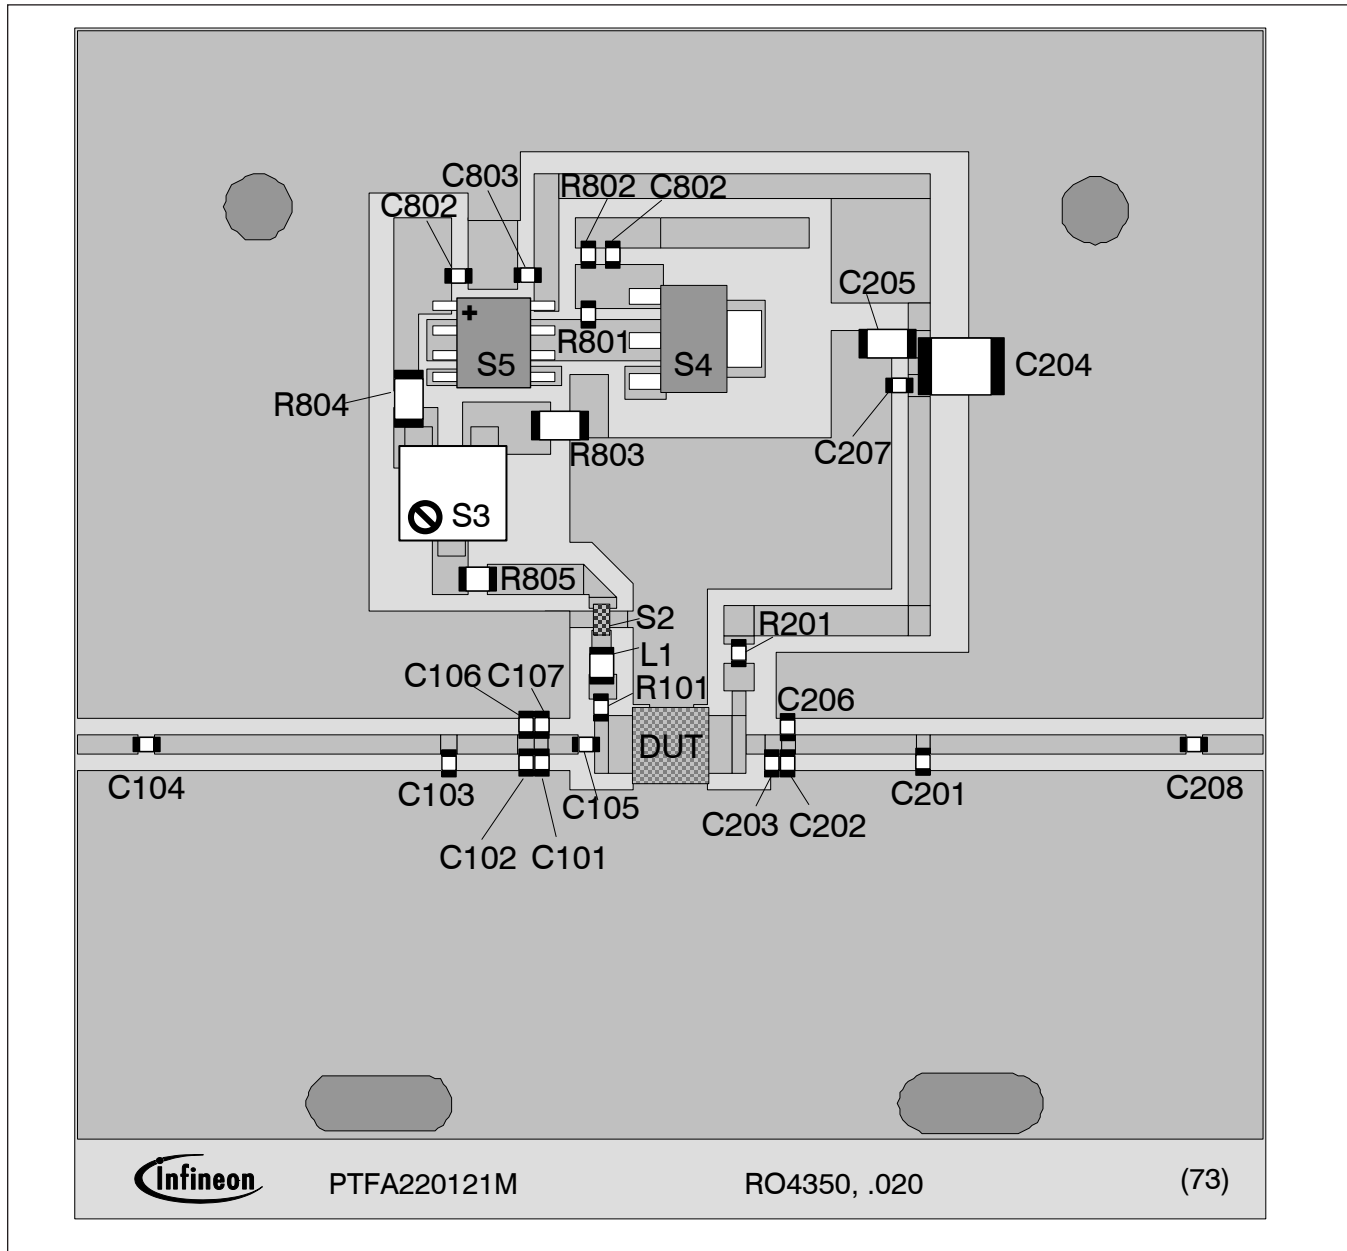 C803
R802
C802
C802
C205
R801
S5
S4
C204
R804
R803
C207
S3
R805
S2
R201
L1
C106
C107
R101
C206
DUT
C104
C103
C105
C201
C208
C203
C202
C102
C101
Infineon
PTFA220121M
RO4350, .020
(73)